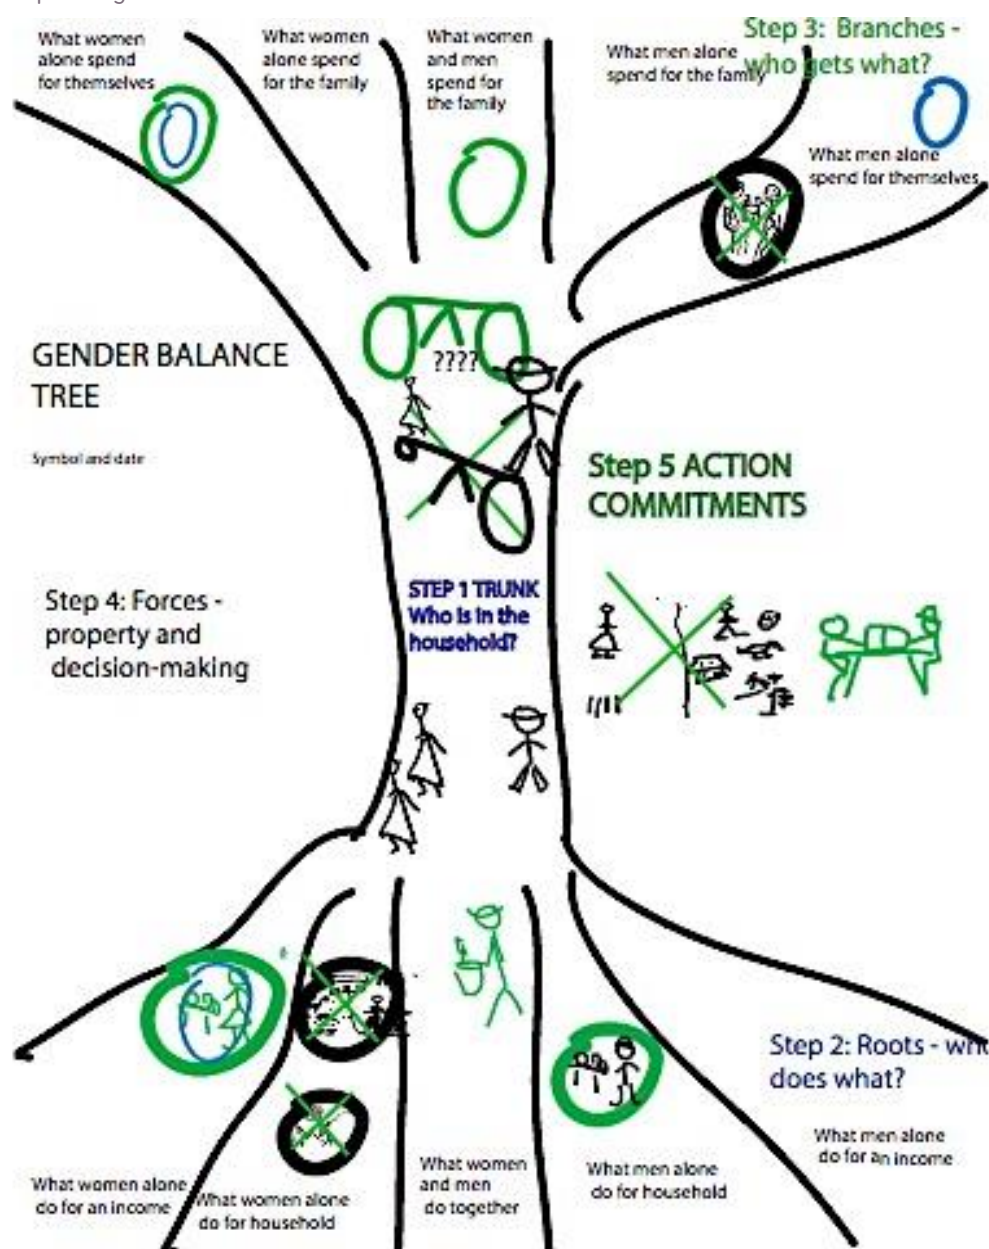 What women
alone spend
for themselves
What women
alone spend
for the family
What women
and men
spend for
the family
What men alone
spend for the family
Step 3: Branches -
who gets what?
What men alone
spend for themselves
GENDER BALANCE
TREE
????
Symbol and date
Step 5 ACTION
COMMITMENTS
STEP 1 TRUNK
Who is in the
household?
Step 4: Forces -
property and
decision-making
Step 2: Roots -
does what?
What women alone
do for an income
What women alone
do for household
What women
and men
do together
What men alone
do for household
What men alone
do for an income